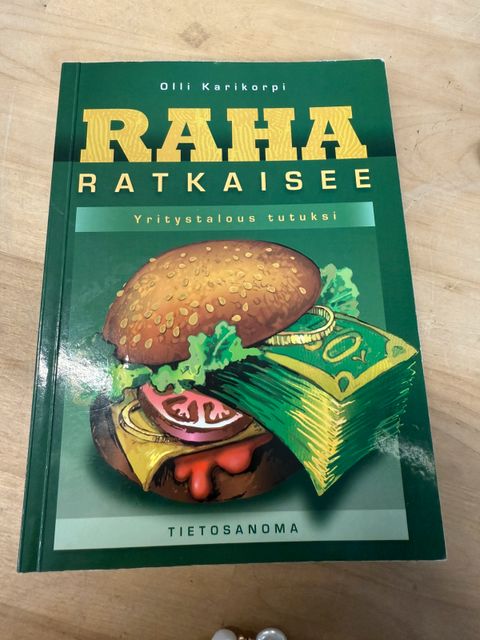 Olli Karikorpi
RAHA
RATKAISEE
Yritystalous tutuksi
TIETOSANOMA